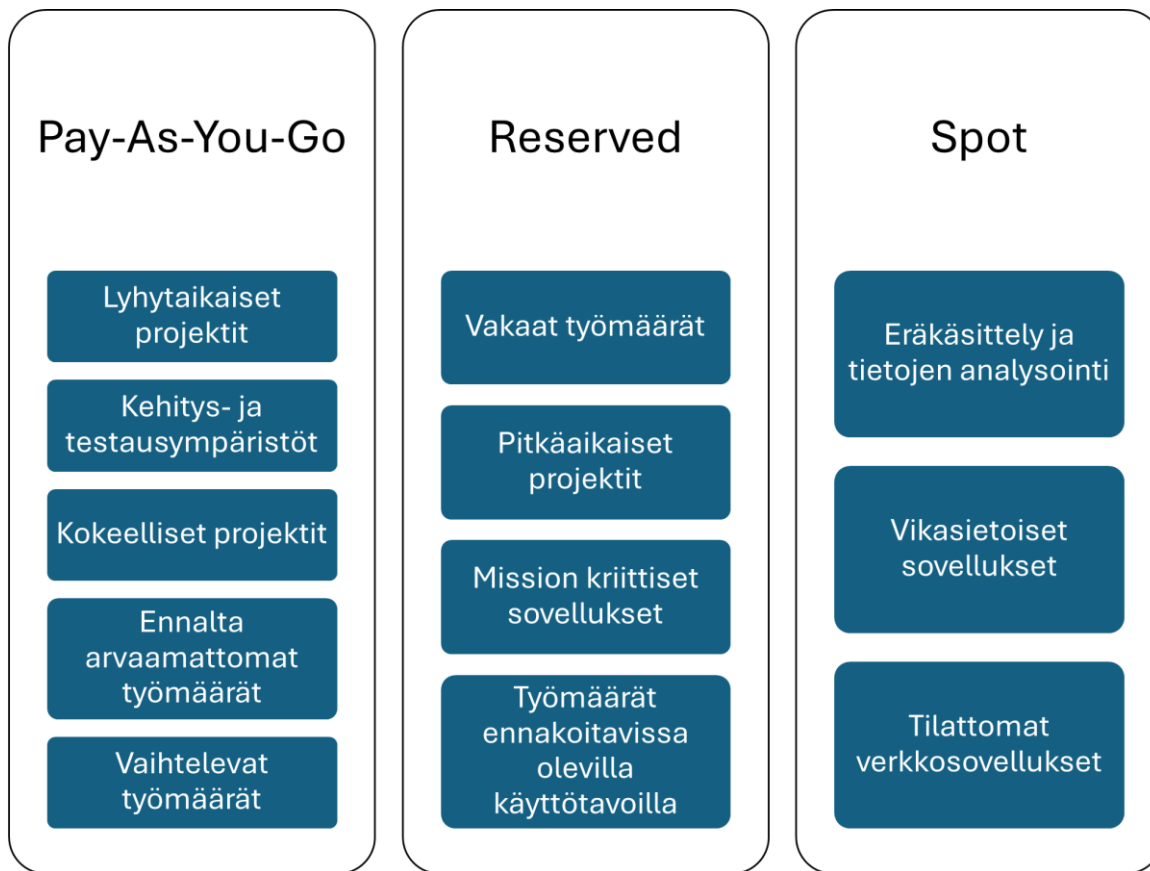 Pay-As-You-Go
Lyhytaikaiset
projektit
Kehitys- ja
testausympäristöt
Kokeelliset projektit
Ennalta
arvaamattomat
työmäärät
Vaihtelevat
työmäärät
Reserved
Vakaat työmäärät
Pitkäaikaiset
projektit
Mission kriittiset
sovellukset
Työmäärät
ennakoitavissa
olevilla
käyttötavoilla
Spot
Eräkäsittely ja
tietojen analysointi
Vikasietoiset
sovellukset
Tilattomat
verkkosovellukset